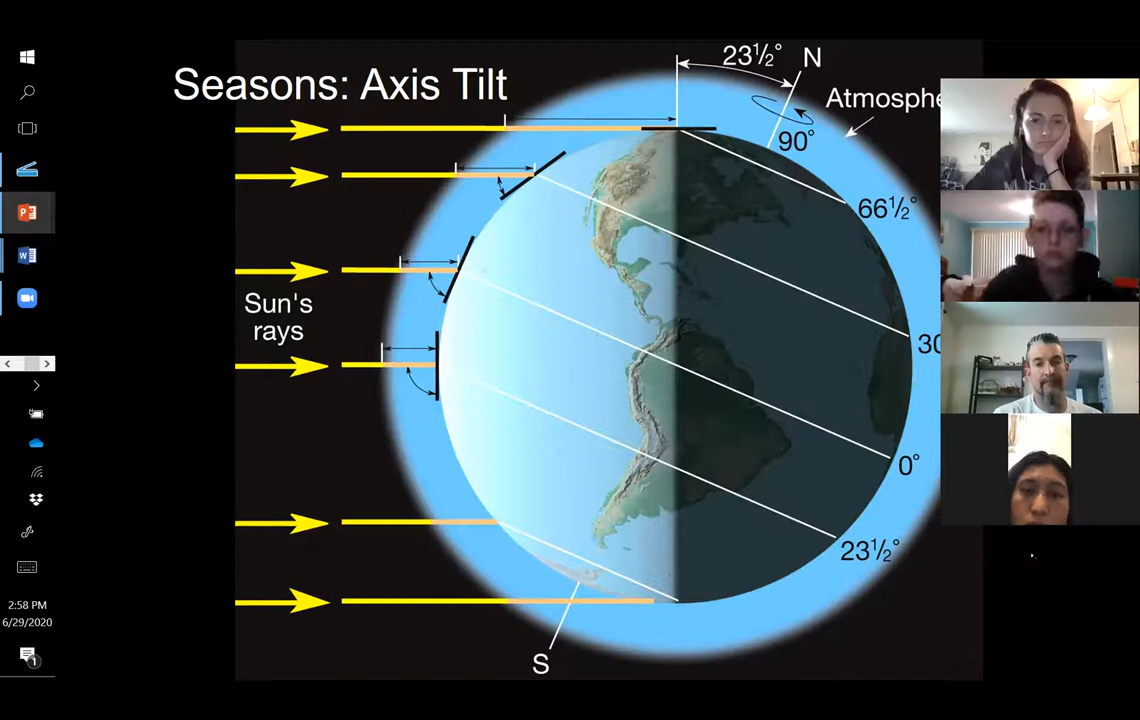 Seasons: Axis Tilt
23½°
N
Atmosphe
90°
66½°
Sun's
rays
30
0°
23½°
S
2:58 PM
6/29/2020
1